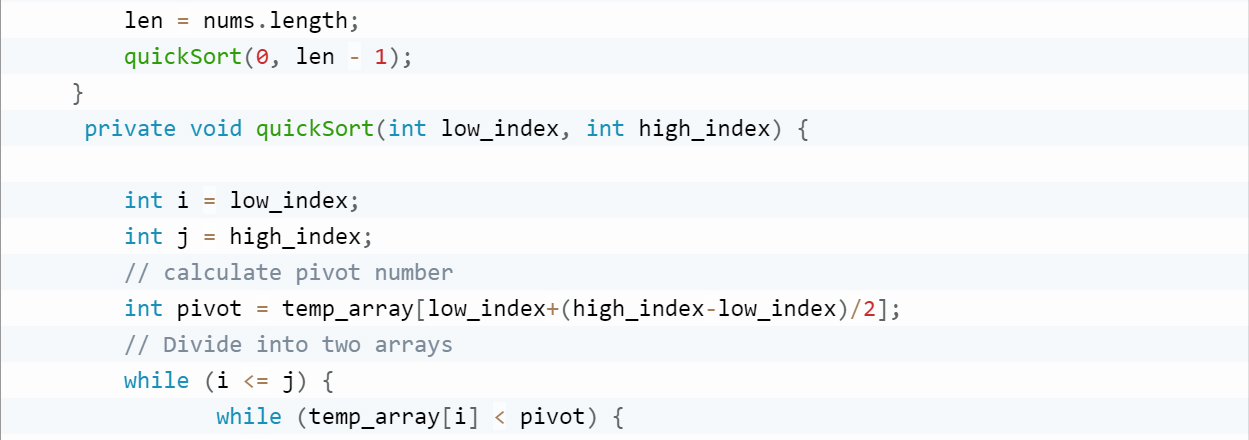 len = nums.length;
quickSort(0, len - 1);
}
private void quickSort(int low_index, int high_index) {
int i = low_index;
int j = high_index;
// calculate pivot number
int pivot = temp_array[low_index+(high_index-low_index)/2];
// Divide into two arrays
while (i <= j) {
while (temp_array[i] < pivot) {